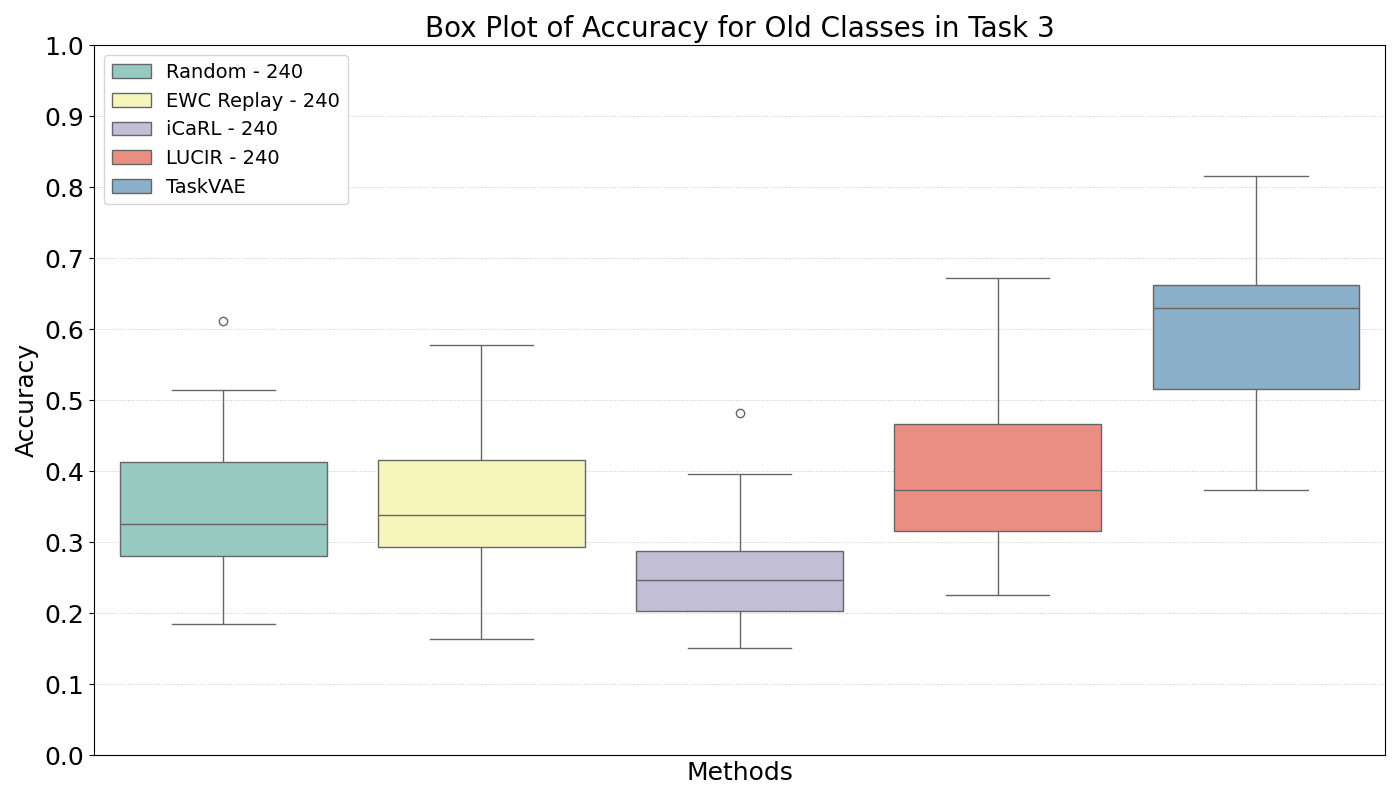 Box Plot of Accuracy for Old Classes in Task 3
1.0
0.9
0.8
0.7
0.6
0.5
0.4
0.3
0.2
0.1
0.0
Accuracy
Random - 240
EWC Replay - 240
iCaRL - 240
LUCIR - 240
TaskVAE
Methods